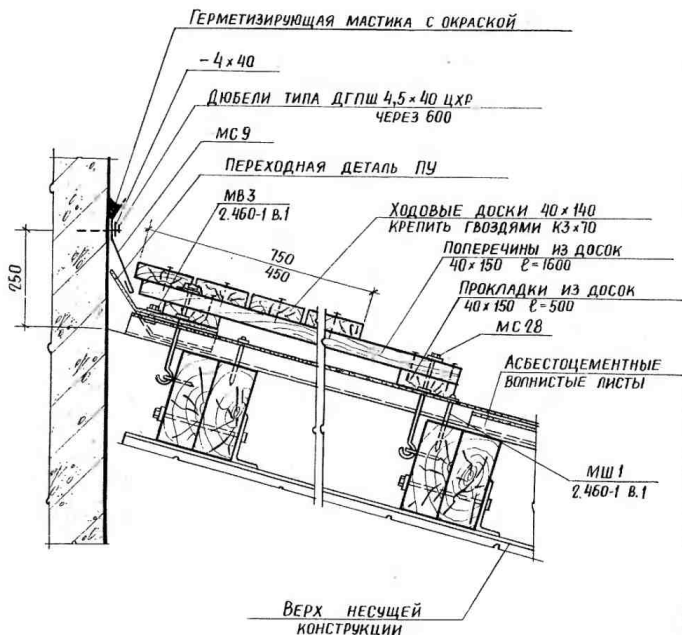 Герметизирующая мастика с окраской
– 4 × 40
Дюбели типа ДГПШ 4,5 × 40 ЦХР
через 600
МС 9
Переходная деталь ПУ
МВ 3
2.460-1 В.1
Ходовые доски 40 × 140
крепить гвоздями К3×70
750
450
Поперечины из досок
40 × 150 ℓ = 1600
Прокладки из досок
40 × 150 ℓ = 500
250
МС 28
Асбестоцементные
волнистые листы
МШ 1
2.460-1 В.1
Верх несущей
конструкции